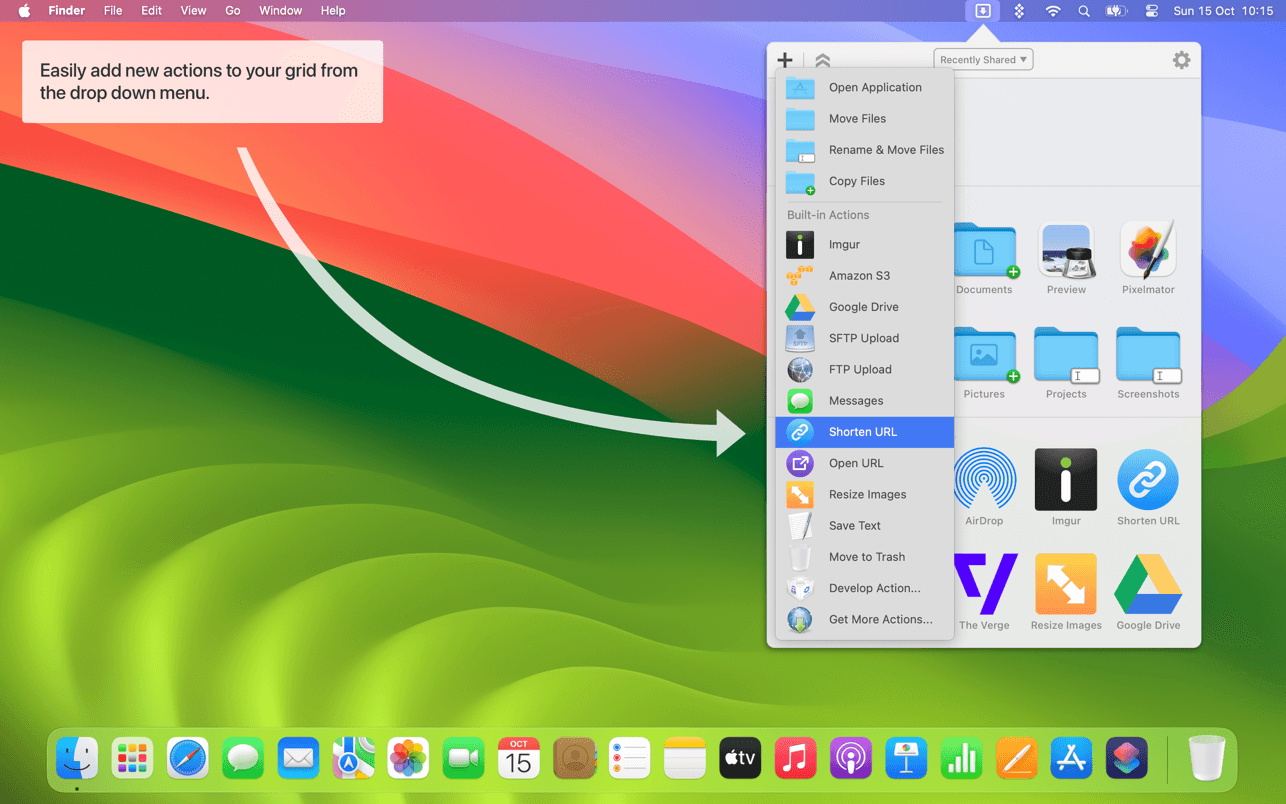 Finder File Edit View Go Window Help Sun 15 Oct 10:15
Easily add new actions to your grid from
the drop down menu.
Recently Shared ▼
Open Application
Move Files
Rename & Move Files
Copy Files
Built-in Actions
Imgur
Amazon S3
Google Drive
SFTP Upload
FTP Upload
Messages
Shorten URL
Open URL
Resize Images
Save Text
Move to Trash
Develop Action...
Get More Actions...
Documents Preview Pixelmator
Pictures Projects Screenshots
AirDrop Imgur Shorten URL
The Verge Resize Images Google Drive
SFTP
OCT
15
tv